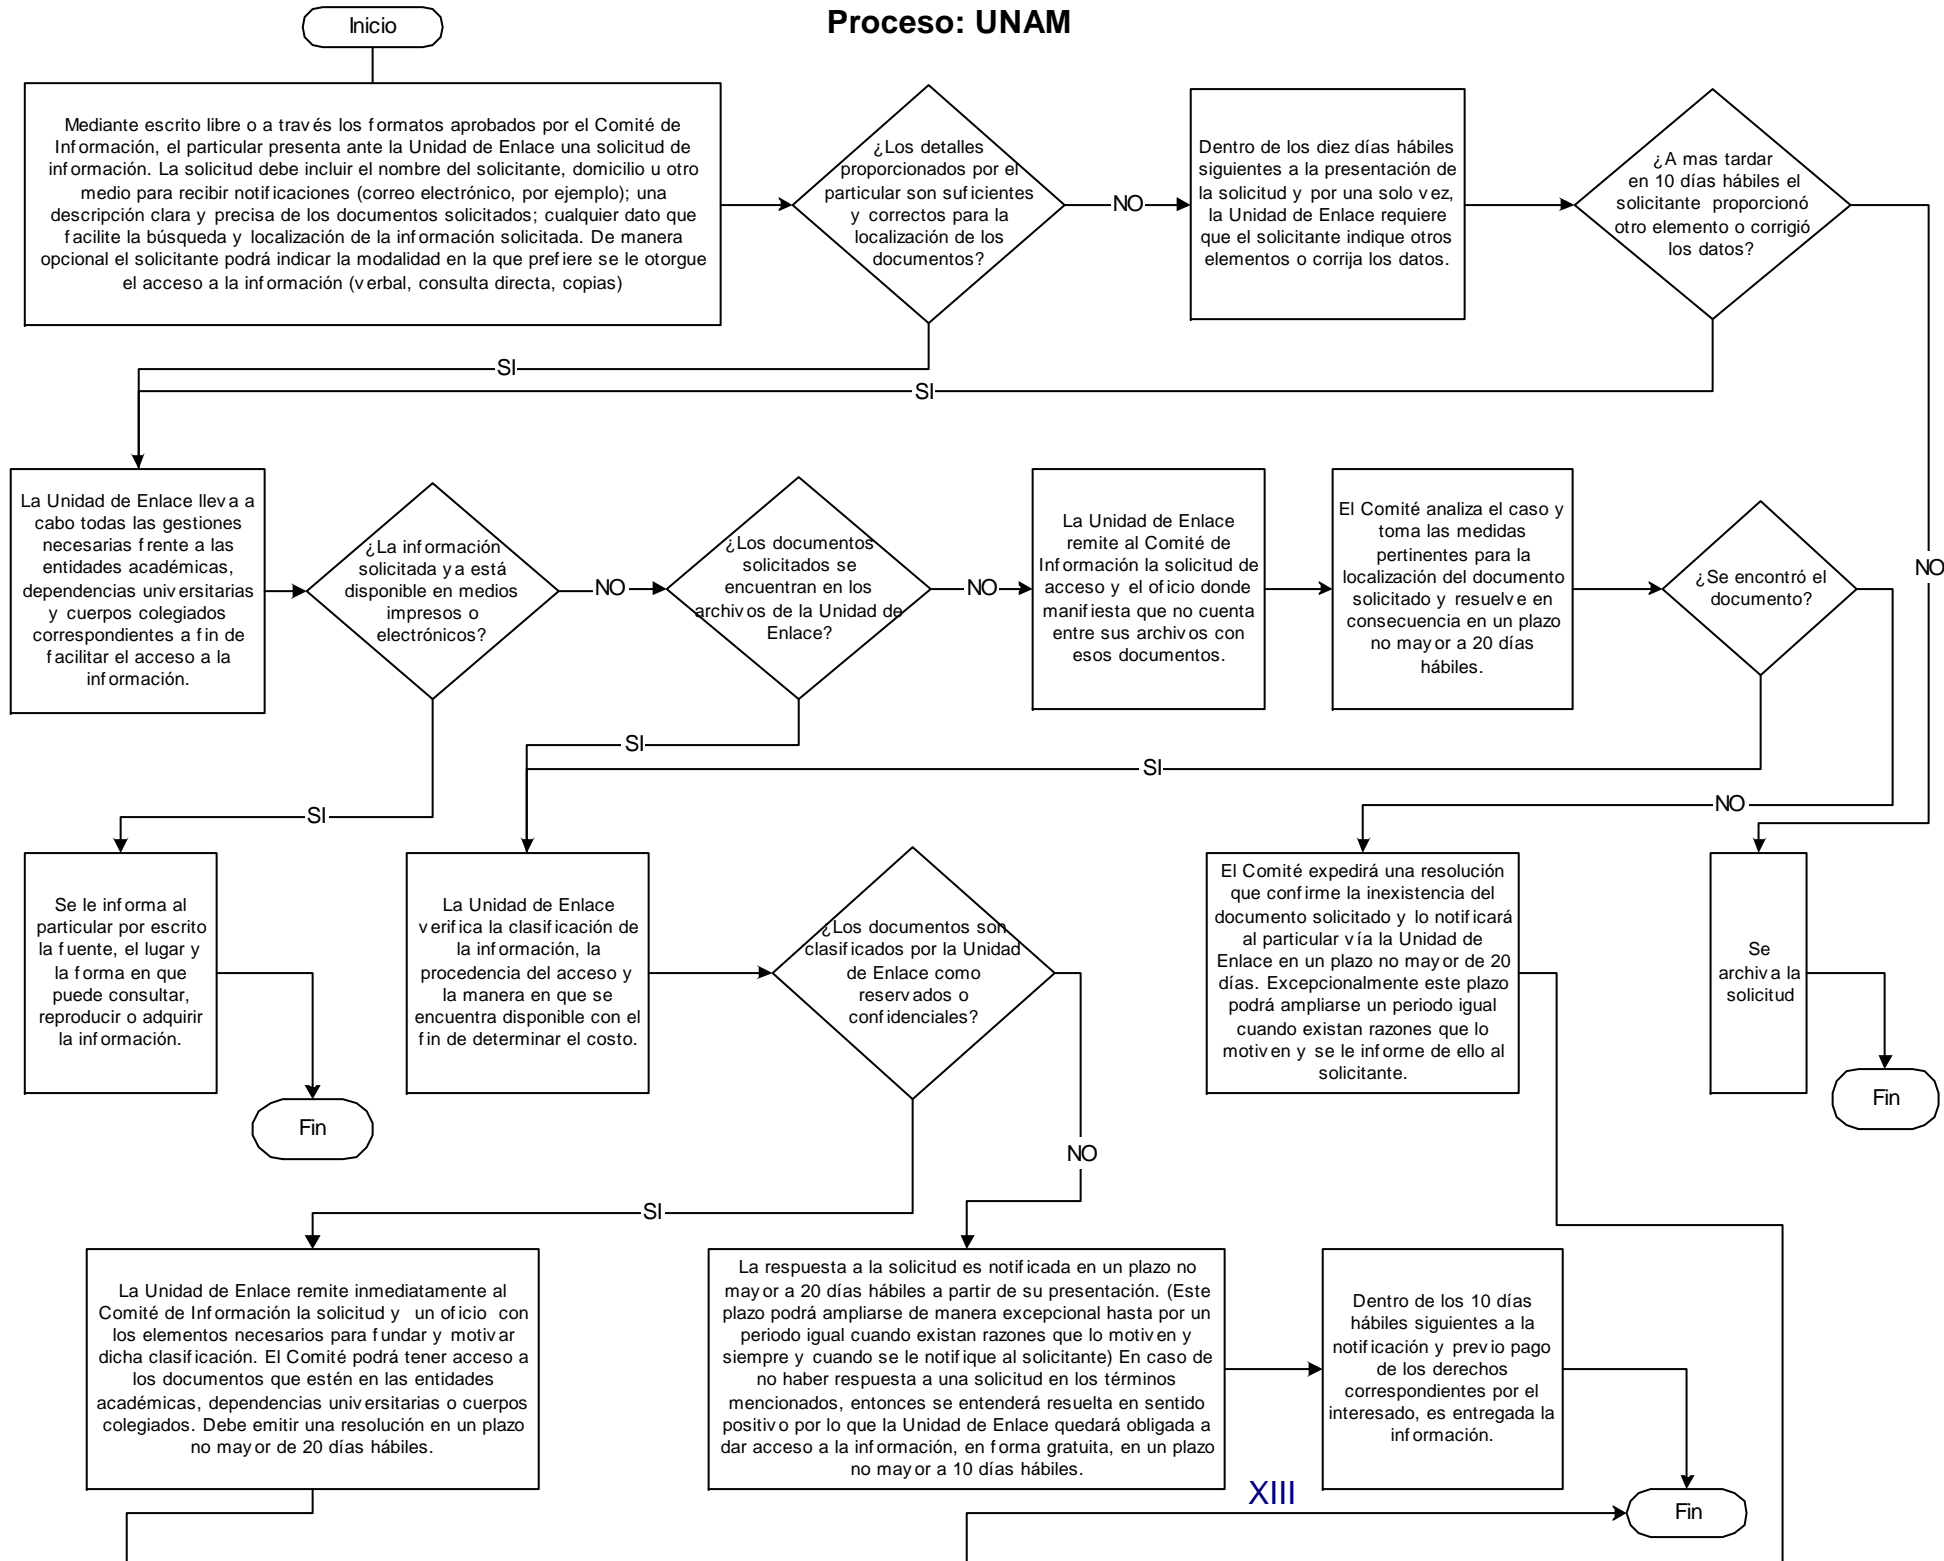 Proceso: UNAM
Inicio
Mediante escrito libre o a través los formatos aprobados por el Comité de
Información, el particular presenta ante la Unidad de Enlace una solicitud de
información. La solicitud debe incluir el nombre del solicitante, domicilio u otro
medio para recibir notificaciones (correo electrónico, por ejemplo); una
descripción clara y precisa de los documentos solicitados; cualquier dato que
facilite la búsqueda y localización de la información solicitada. De manera
opcional el solicitante podrá indicar la modalidad en la que prefiere se le otorgue
el acceso a la información (verbal, consulta directa, copias)
¿Los detalles
proporcionados por el
particular son suficientes
y correctos para la
localización de los
documentos?
NO
Dentro de los diez días hábiles
siguientes a la presentación de
la solicitud y por una solo vez,
la Unidad de Enlace requiere
que el solicitante indique otros
elementos o corrija los datos.
¿A mas tardar
en 10 días hábiles el
solicitante proporcionó
otro elemento o corrigió
los datos?
SI
SI
NO
La Unidad de Enlace lleva a
cabo todas las gestiones
necesarias frente a las
entidades académicas,
dependencias universitarias
y cuerpos colegiados
correspondientes a fin de
facilitar el acceso a la
información.
¿La información
solicitada ya está
disponible en medios
impresos o
electrónicos?
NO
¿Los documentos
solicitados se
encuentran en los
archivos de la Unidad de
Enlace?
NO
La Unidad de Enlace
remite al Comité de
Información la solicitud de
acceso y el oficio donde
manifiesta que no cuenta
entre sus archivos con
esos documentos.
El Comité analiza el caso y
toma las medidas
pertinentes para la
localización del documento
solicitado y resuelve en
consecuencia en un plazo
no mayor a 20 días
hábiles.
¿Se encontró el
documento?
SI
SI
SI
NO
Se le informa al
particular por escrito
la fuente, el lugar y
la forma en que
puede consultar,
reproducir o adquirir
la información.
Fin
La Unidad de Enlace
verifica la clasificación de
la información, la
procedencia del acceso y
la manera en que se
encuentra disponible con el
fin de determinar el costo.
¿Los documentos son
clasificados por la Unidad
de Enlace como
reservados o
confidenciales?
El Comité expedirá una resolución
que confirme la inexistencia del
documento solicitado y lo notificará
al particular vía la Unidad de
Enlace en un plazo no mayor de 20
días. Excepcionalmente este plazo
podrá ampliarse un periodo igual
cuando existan razones que lo
motiven y se le informe de ello al
solicitante.
Se
archiva la
solicitud
Fin
NO
SI
La Unidad de Enlace remite inmediatamente al
Comité de Información la solicitud y un oficio con
los elementos necesarios para fundar y motivar
dicha clasificación. El Comité podrá tener acceso a
los documentos que estén en las entidades
académicas, dependencias universitarias o cuerpos
colegiados. Debe emitir una resolución en un plazo
no mayor de 20 días hábiles.
La respuesta a la solicitud es notificada en un plazo no
mayor a 20 días hábiles a partir de su presentación. (Este
plazo podrá ampliarse de manera excepcional hasta por un
periodo igual cuando existan razones que lo motiven y
siempre y cuando se le notifique al solicitante) En caso de
no haber respuesta a una solicitud en los términos
mencionados, entonces se entenderá resuelta en sentido
positivo por lo que la Unidad de Enlace quedará obligada a
dar acceso a la información, en forma gratuita, en un plazo
no mayor a 10 días hábiles.
Dentro de los 10 días
hábiles siguientes a la
notificación y previo pago
de los derechos
correspondientes por el
interesado, es entregada la
información.
XIII
Fin